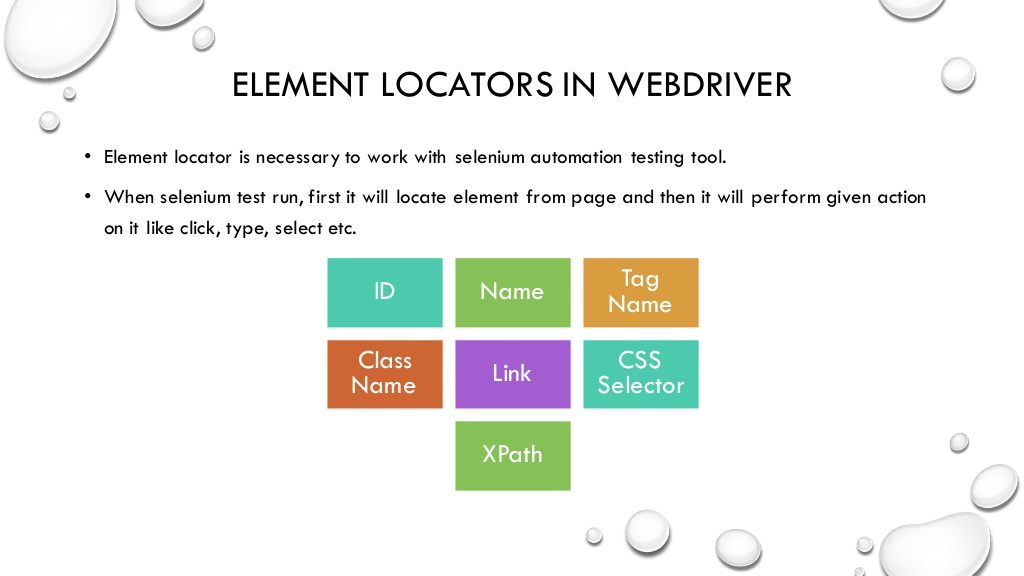 ELEMENT LOCATORS IN WEBDRIVER
• Element locator is necessary to work with selenium automation testing tool.
• When selenium test run, first it will locate element from page and then it will perform given action
on it like click, type, select etc.
ID
Name
Tag
Name
Class
Name
Link
CSS
Selector
XPath